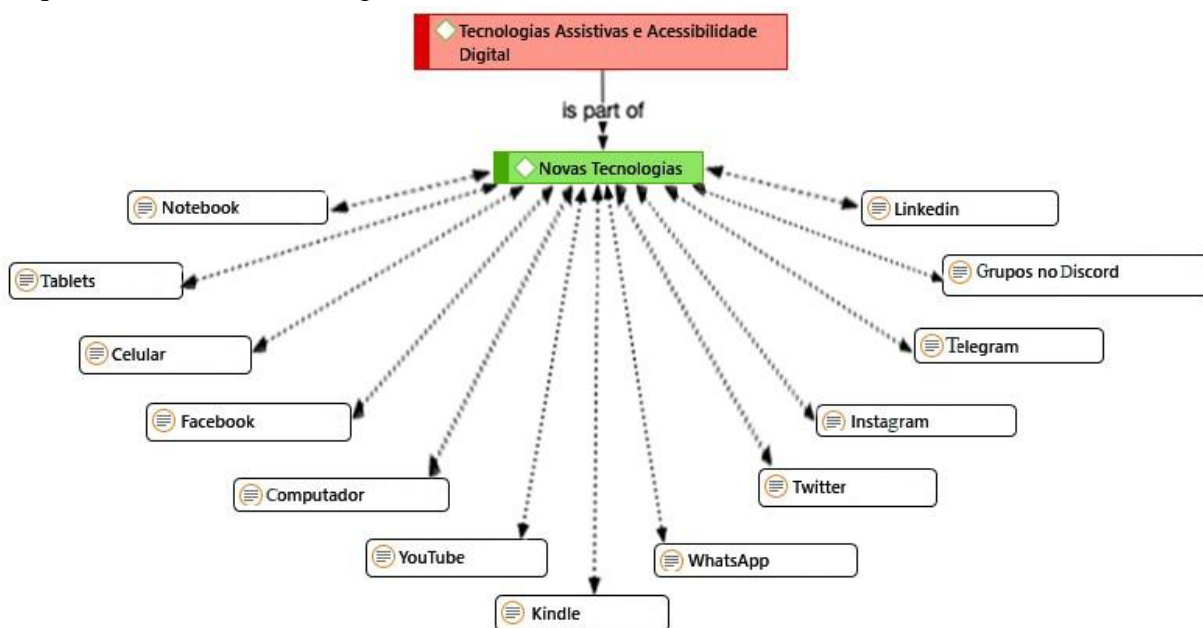 Tecnologias Assistivas e Acessibilidade
Digital
is part of
Novas Tecnologias
Notebook
Linkedin
Tablets
Grupos no Discord
Celular
Telegram
Facebook
Instagram
Computador
Twitter
YouTube
WhatsApp
Kindle